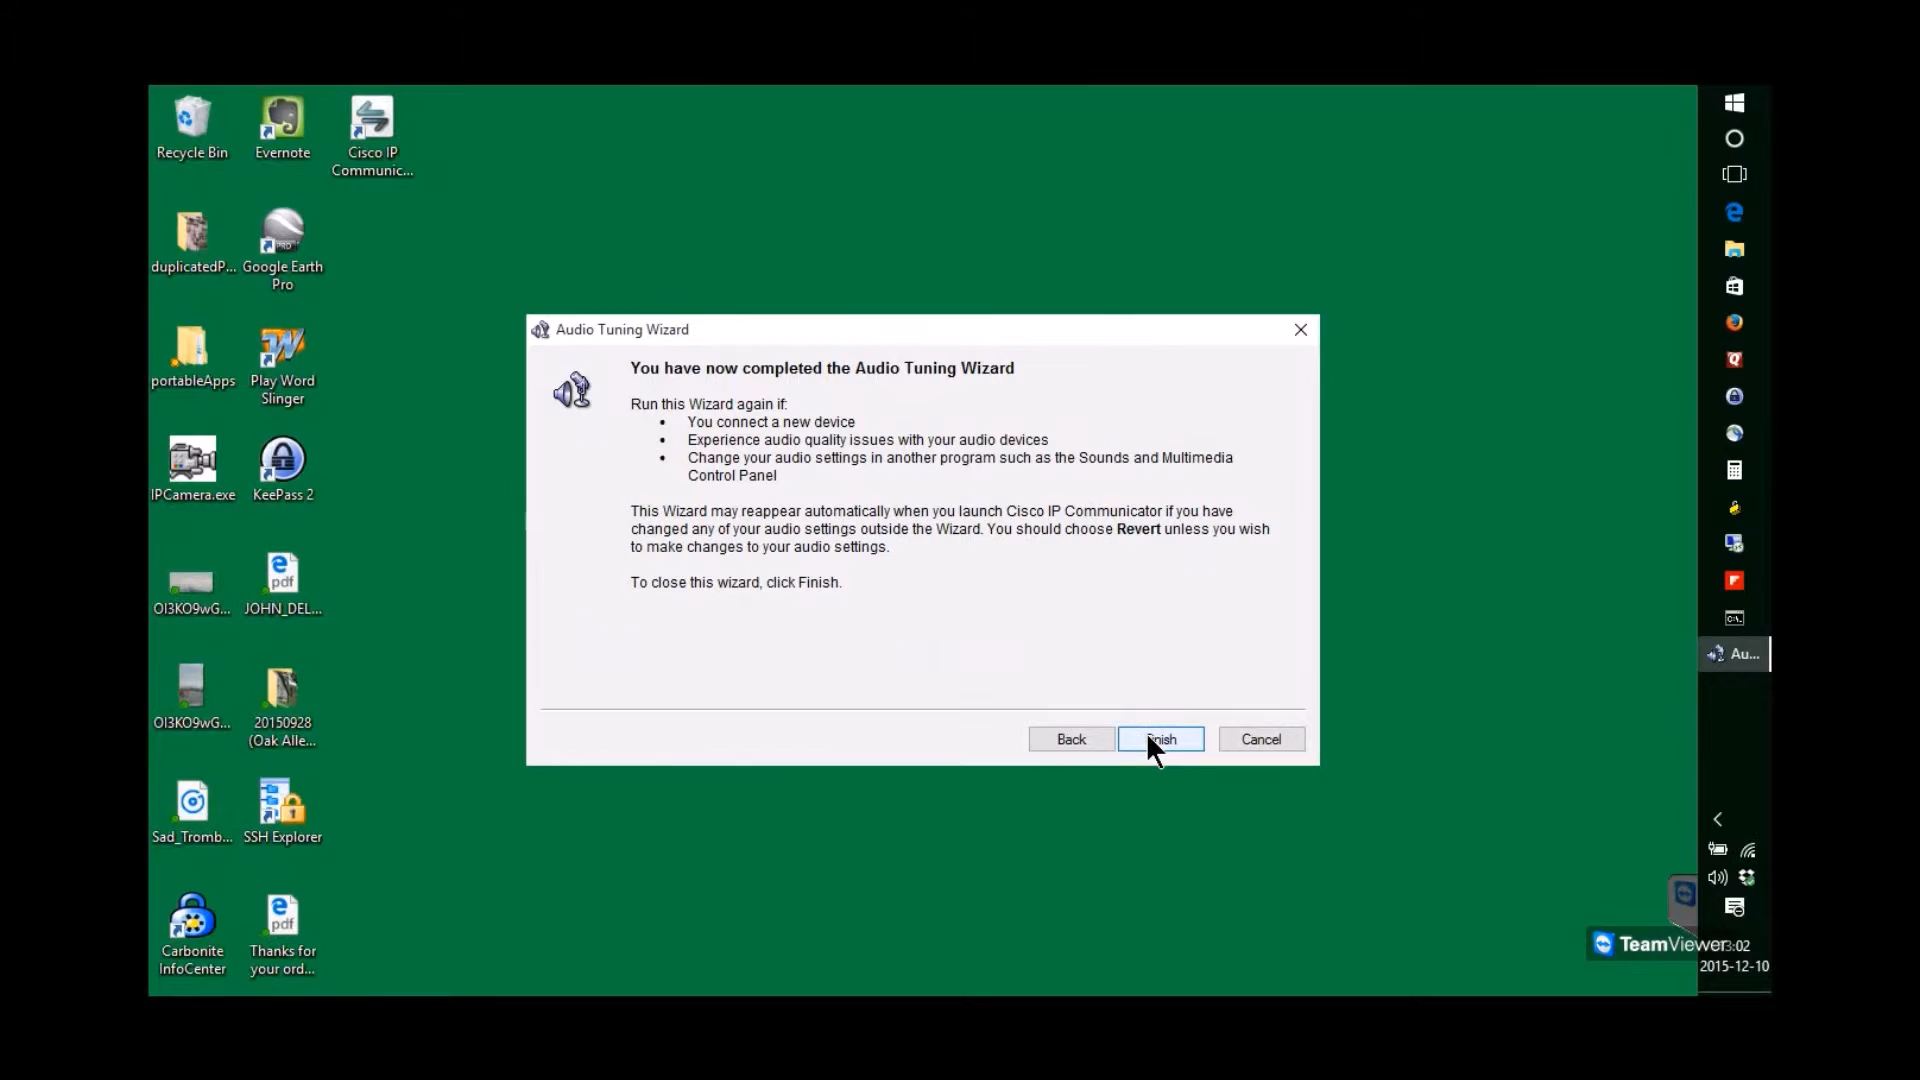 Recycle Bin
Evernote
Cisco IP
Communic...
duplicatedP...
Google Earth
Pro
portableApps
Play Word
Slinger
IPCamera.exe
KeePass 2
OI3KO9wG...
JOHN_DEL...
OI3KO9wG...
20150928
(Oak Alle...
Sad_Tromb...
SSH Explorer
Carbonite
InfoCenter
Thanks for
your ord...
Audio Tuning Wizard
You have now completed the Audio Tuning Wizard
Run this Wizard again if:
• You connect a new device
• Experience audio quality issues with your audio devices
• Change your audio settings in another program such as the Sounds and Multimedia
Control Panel
This Wizard may reappear automatically when you launch Cisco IP Communicator if you have
changed any of your audio settings outside the Wizard. You should choose Revert unless you wish
to make changes to your audio settings.
To close this wizard, click Finish.
Back
Cancel
Au...
TeamViewer
3:02
2015-12-10